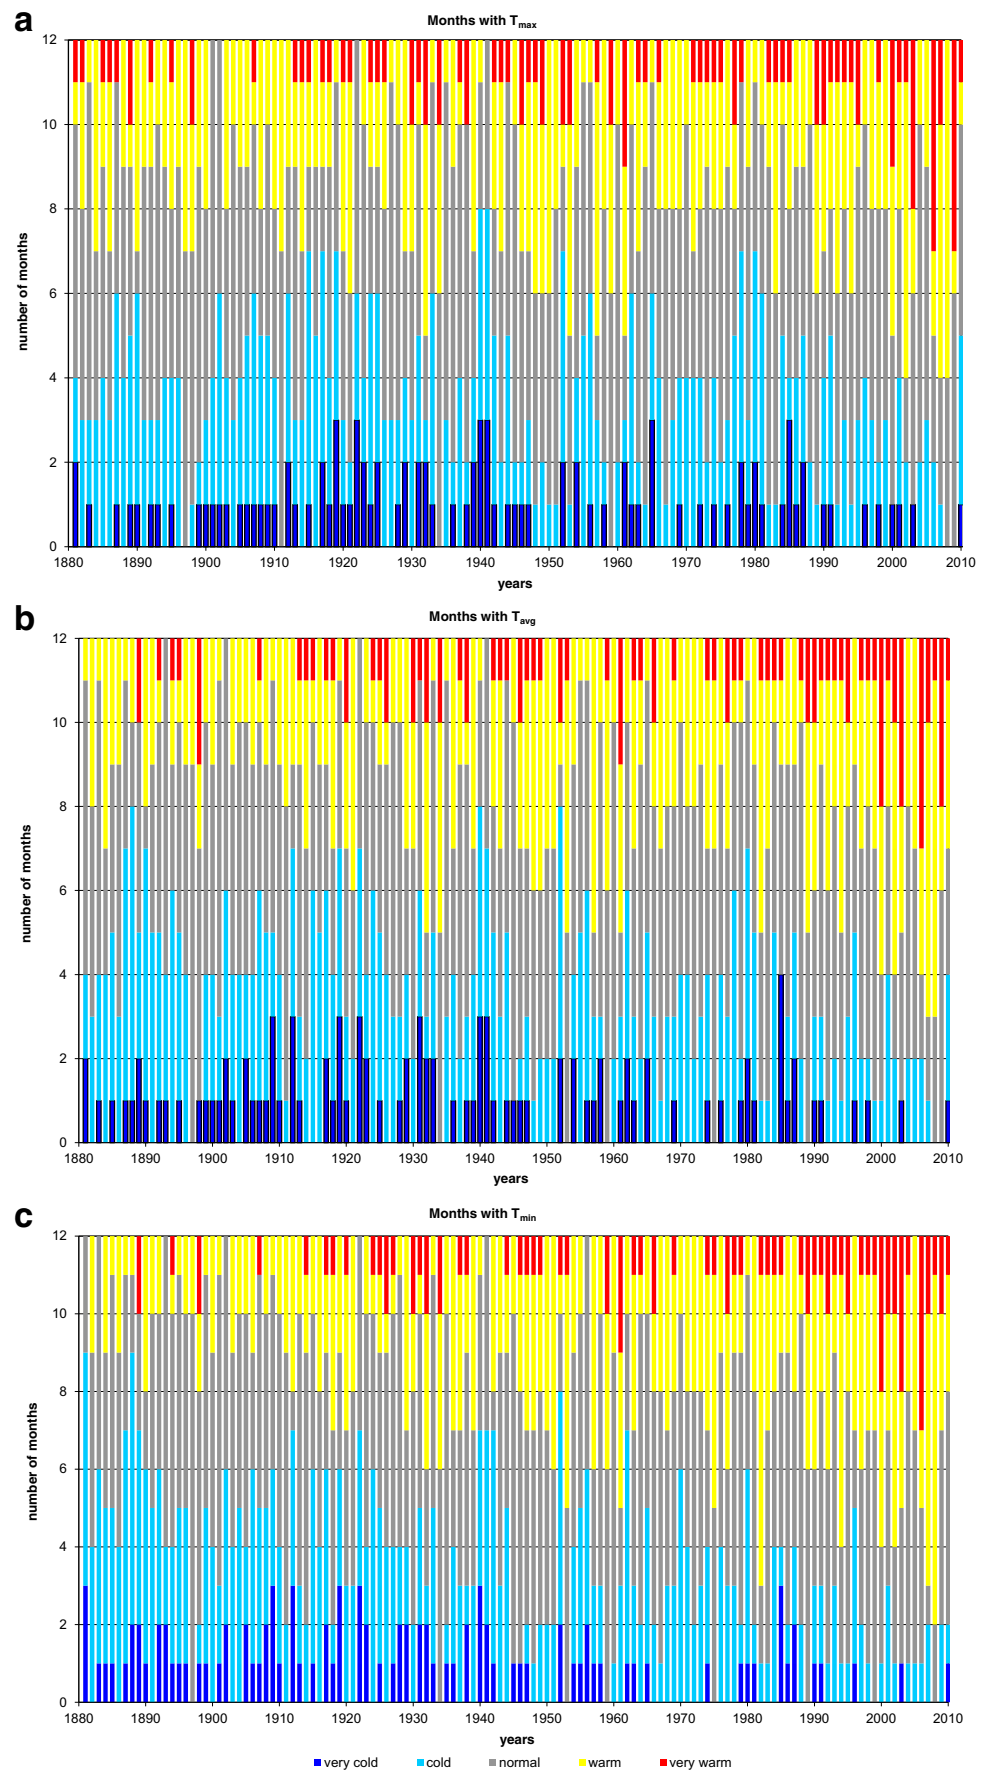 a
Months with Tmax
12
10
8
6
4
2
0
number of months
1880 1890 1900 1910 1920 1930 1940 1950 1960 1970 1980 1990 2000 2010
years
b
Months with Tavg
12
10
8
6
4
2
0
number of months
1880 1890 1900 1910 1920 1930 1940 1950 1960 1970 1980 1990 2000 2010
years
c
Months with Tmin
12
10
8
6
4
2
0
number of months
1880 1890 1900 1910 1920 1930 1940 1950 1960 1970 1980 1990 2000 2010
years
very cold cold normal warm very warm